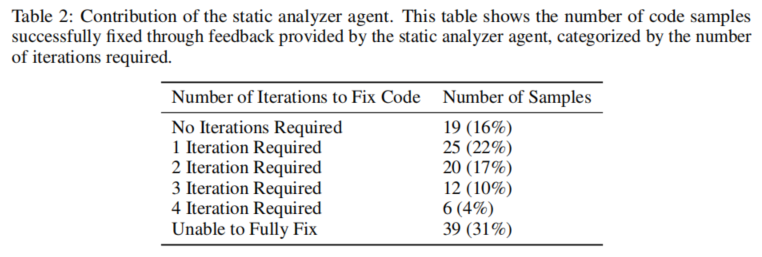 Table 2: Contribution of the static analyzer agent. This table shows the number of code samples
successfully fixed through feedback provided by the static analyzer agent, categorized by the number
of iterations required.
Number of Iterations to Fix Code Number of Samples
No Iterations Required 19 (16%)
1 Iteration Required 25 (22%)
2 Iteration Required 20 (17%)
3 Iteration Required 12 (10%)
4 Iteration Required 6 (4%)
Unable to Fully Fix 39 (31%)